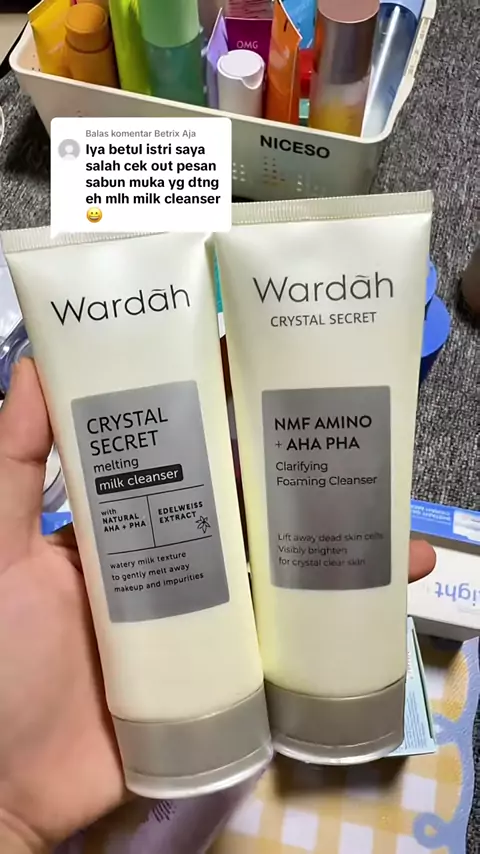 OMG
NICESO
Balas komentar Betrix Aja
Iya betul istri saya
salah cek out pesan
sabun muka yg dtng
eh mlh milk cleanser
😀
Wardah
CRYSTAL
SECRET
melting
milk cleanser
with
NATURAL
AHA + PHA
EDELWEISS
EXTRACT
watery milk texture
to gently melt away
makeup and impurities
Wardah
CRYSTAL SECRET
NMF AMINO
+ AHA PHA
Clarifying
Foaming Cleanser
Lift away dead skin cells
Visibly brighten
for crystal clear skin
ight